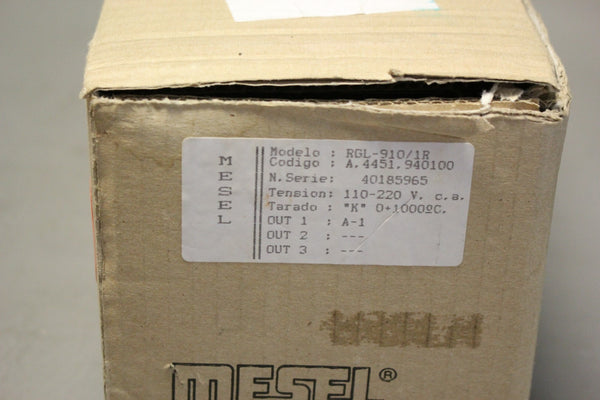 MESEL
Modelo : RGL-910/1R
Codigo : A.4451.940100
N.Serie: 40185965
Tension: 110-220 V. c.a.
Tarado : "K" 0+1000ºC.
OUT 1 : A-1
OUT 2 : ---
OUT 3 : ---
MESEL®